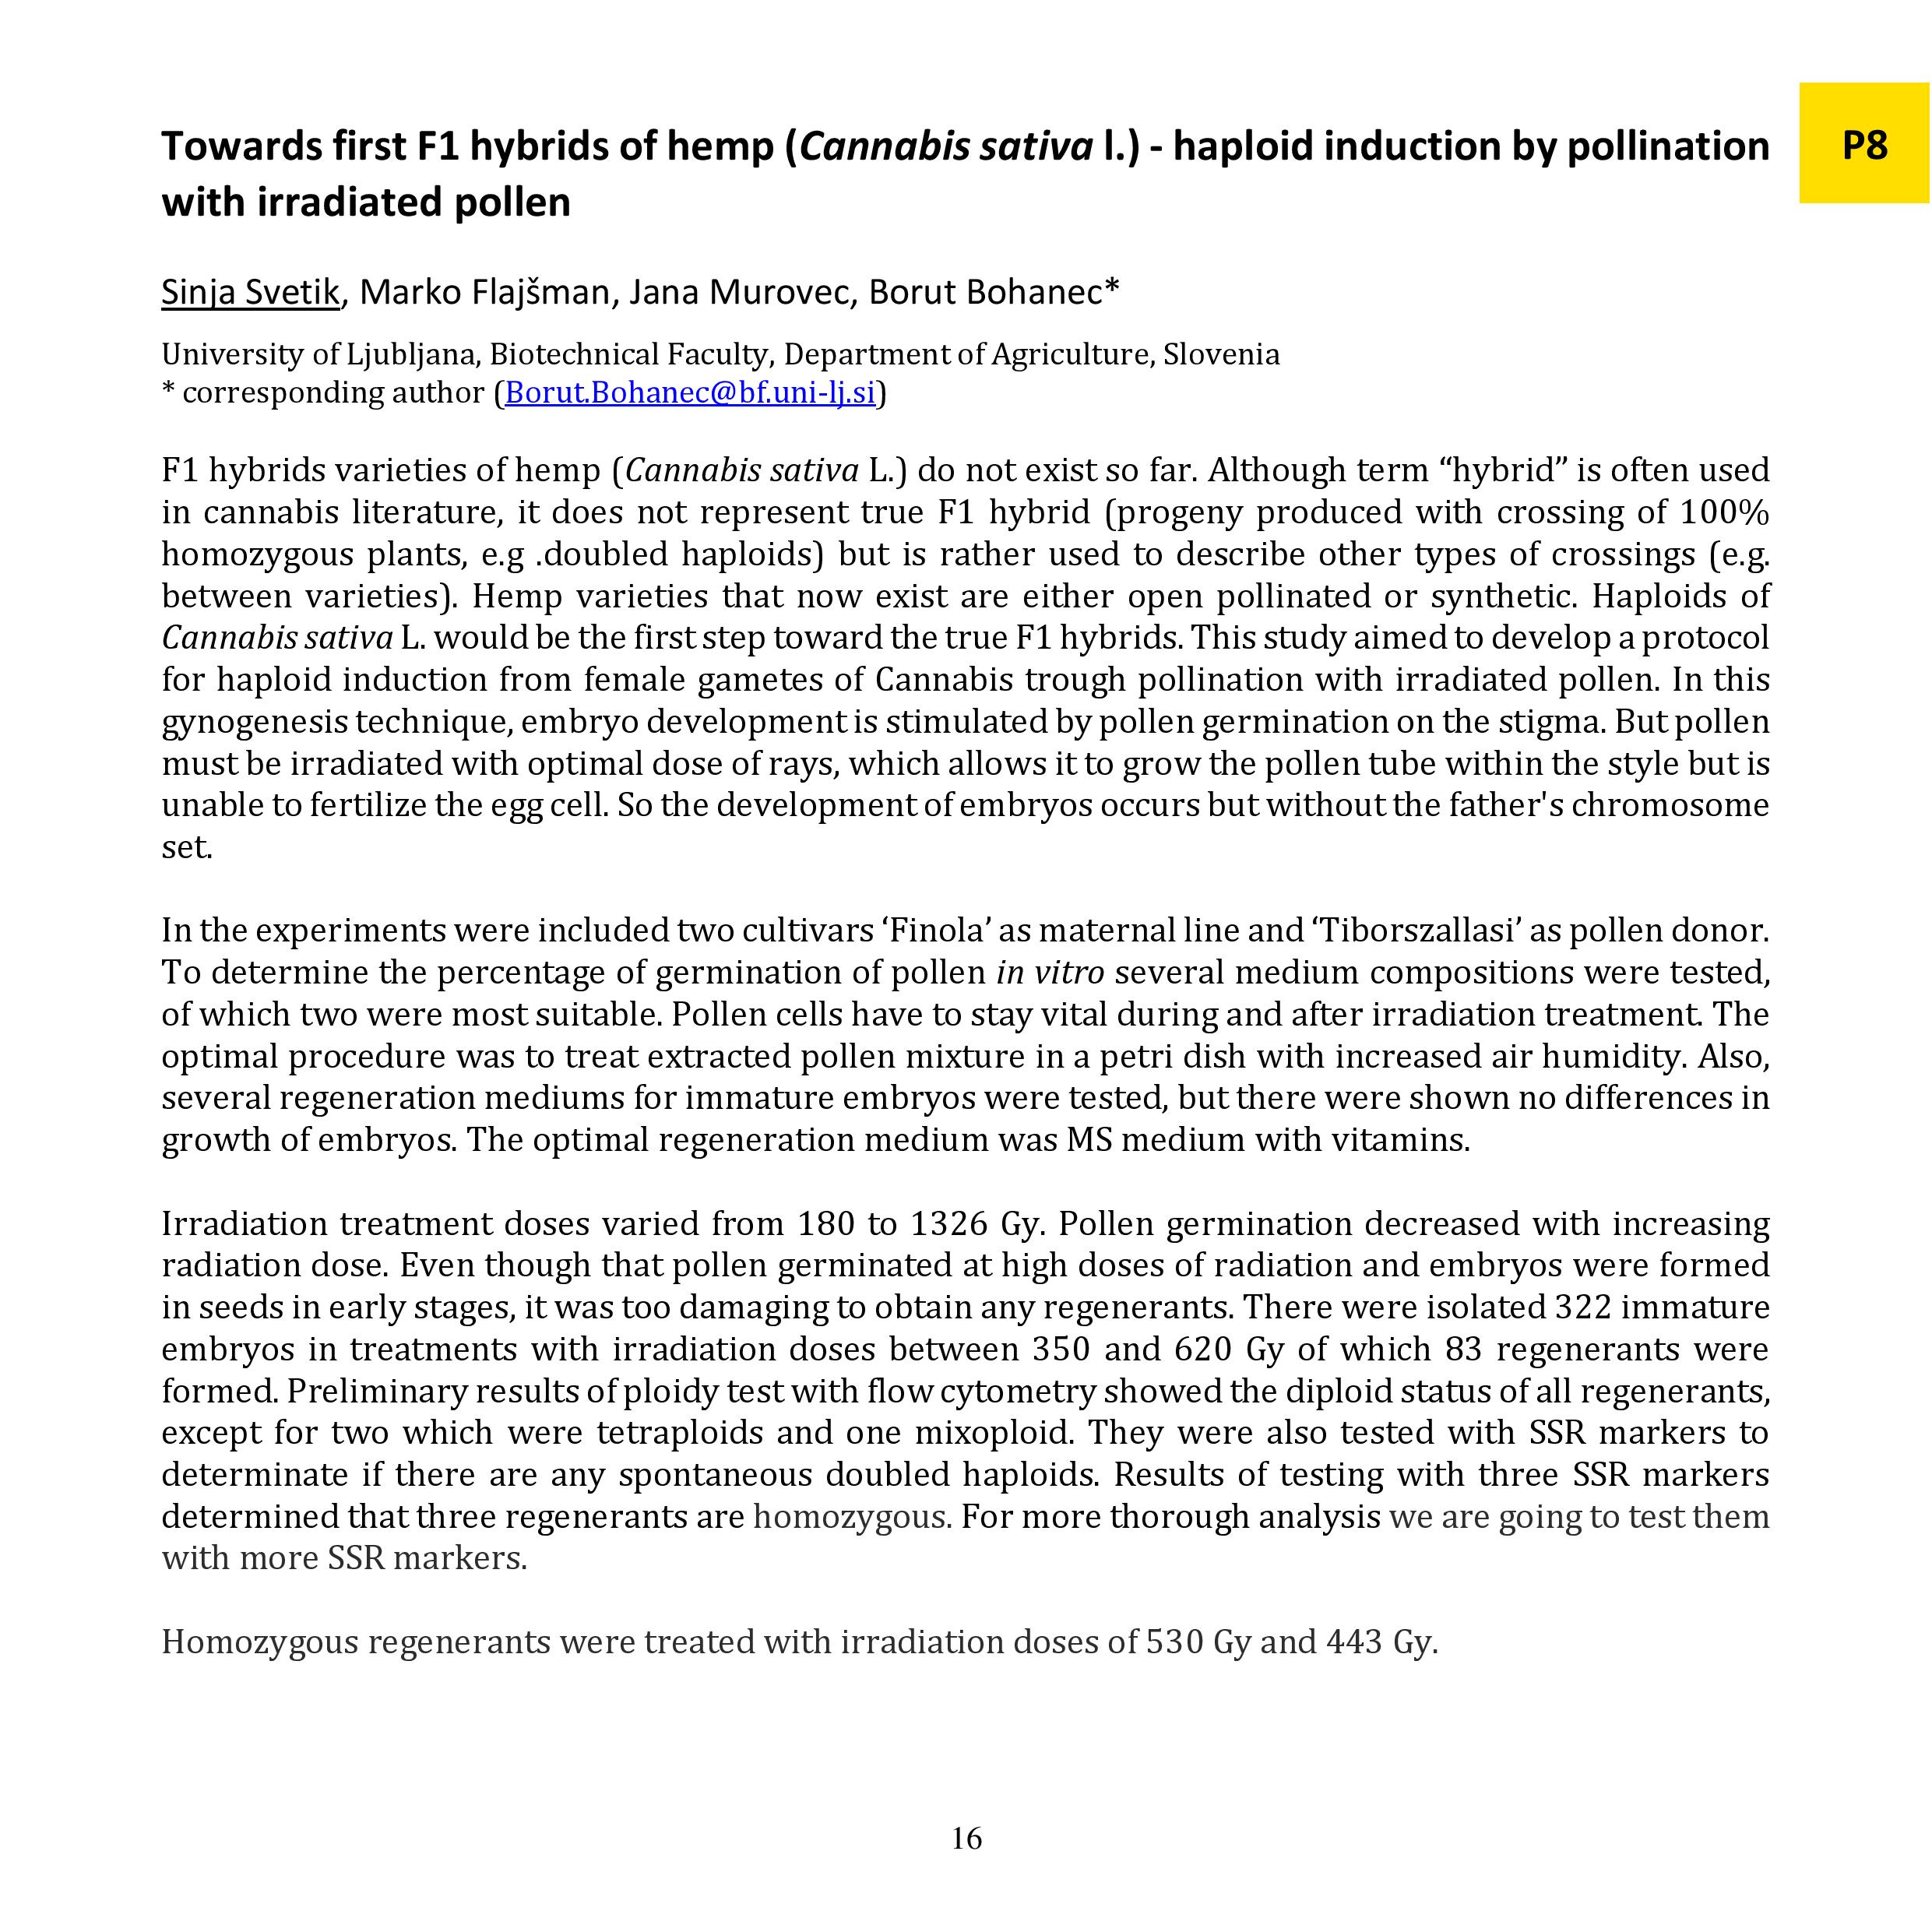 Towards first F1 hybrids of hemp (Cannabis sativa l.) - haploid induction by pollination
with irradiated pollen
P8
Sinja Svetik, Marko Flajšman, Jana Murovec, Borut Bohanec*
University of Ljubljana, Biotechnical Faculty, Department of Agriculture, Slovenia
* corresponding author (Borut.Bohanec@bf.uni-lj.si)
F1 hybrids varieties of hemp (Cannabis sativa L.) do not exist so far. Although term “hybrid” is often used
in cannabis literature, it does not represent true F1 hybrid (progeny produced with crossing of 100%
homozygous plants, e.g .doubled haploids) but is rather used to describe other types of crossings (e.g.
between varieties). Hemp varieties that now exist are either open pollinated or synthetic. Haploids of
Cannabis sativa L. would be the first step toward the true F1 hybrids. This study aimed to develop a protocol
for haploid induction from female gametes of Cannabis trough pollination with irradiated pollen. In this
gynogenesis technique, embryo development is stimulated by pollen germination on the stigma. But pollen
must be irradiated with optimal dose of rays, which allows it to grow the pollen tube within the style but is
unable to fertilize the egg cell. So the development of embryos occurs but without the father's chromosome
set.
In the experiments were included two cultivars ‘Finola’ as maternal line and ‘Tiborszallasi’ as pollen donor.
To determine the percentage of germination of pollen in vitro several medium compositions were tested,
of which two were most suitable. Pollen cells have to stay vital during and after irradiation treatment. The
optimal procedure was to treat extracted pollen mixture in a petri dish with increased air humidity. Also,
several regeneration mediums for immature embryos were tested, but there were shown no differences in
growth of embryos. The optimal regeneration medium was MS medium with vitamins.
Irradiation treatment doses varied from 180 to 1326 Gy. Pollen germination decreased with increasing
radiation dose. Even though that pollen germinated at high doses of radiation and embryos were formed
in seeds in early stages, it was too damaging to obtain any regenerants. There were isolated 322 immature
embryos in treatments with irradiation doses between 350 and 620 Gy of which 83 regenerants were
formed. Preliminary results of ploidy test with flow cytometry showed the diploid status of all regenerants,
except for two which were tetraploids and one mixoploid. They were also tested with SSR markers to
determinate if there are any spontaneous doubled haploids. Results of testing with three SSR markers
determined that three regenerants are homozygous. For more thorough analysis we are going to test them
with more SSR markers.
Homozygous regenerants were treated with irradiation doses of 530 Gy and 443 Gy.
16